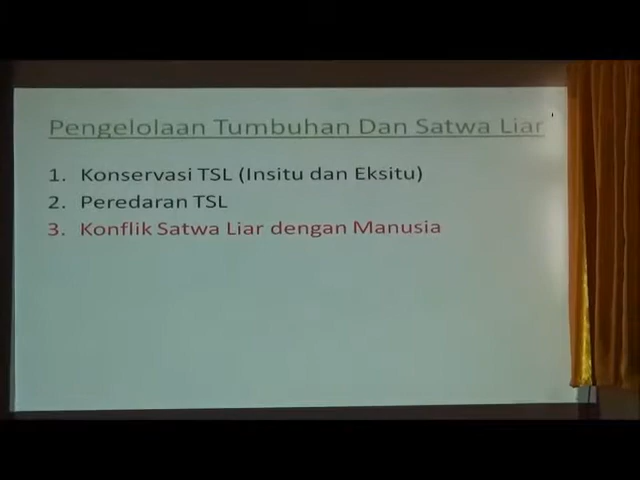 Pengelolaan Tumbuhan Dan Satwa Liar
1. Konservasi TSL (Insitu dan Eksitu)
2. Peredaran TSL
3. Konflik Satwa Liar dengan Manusia